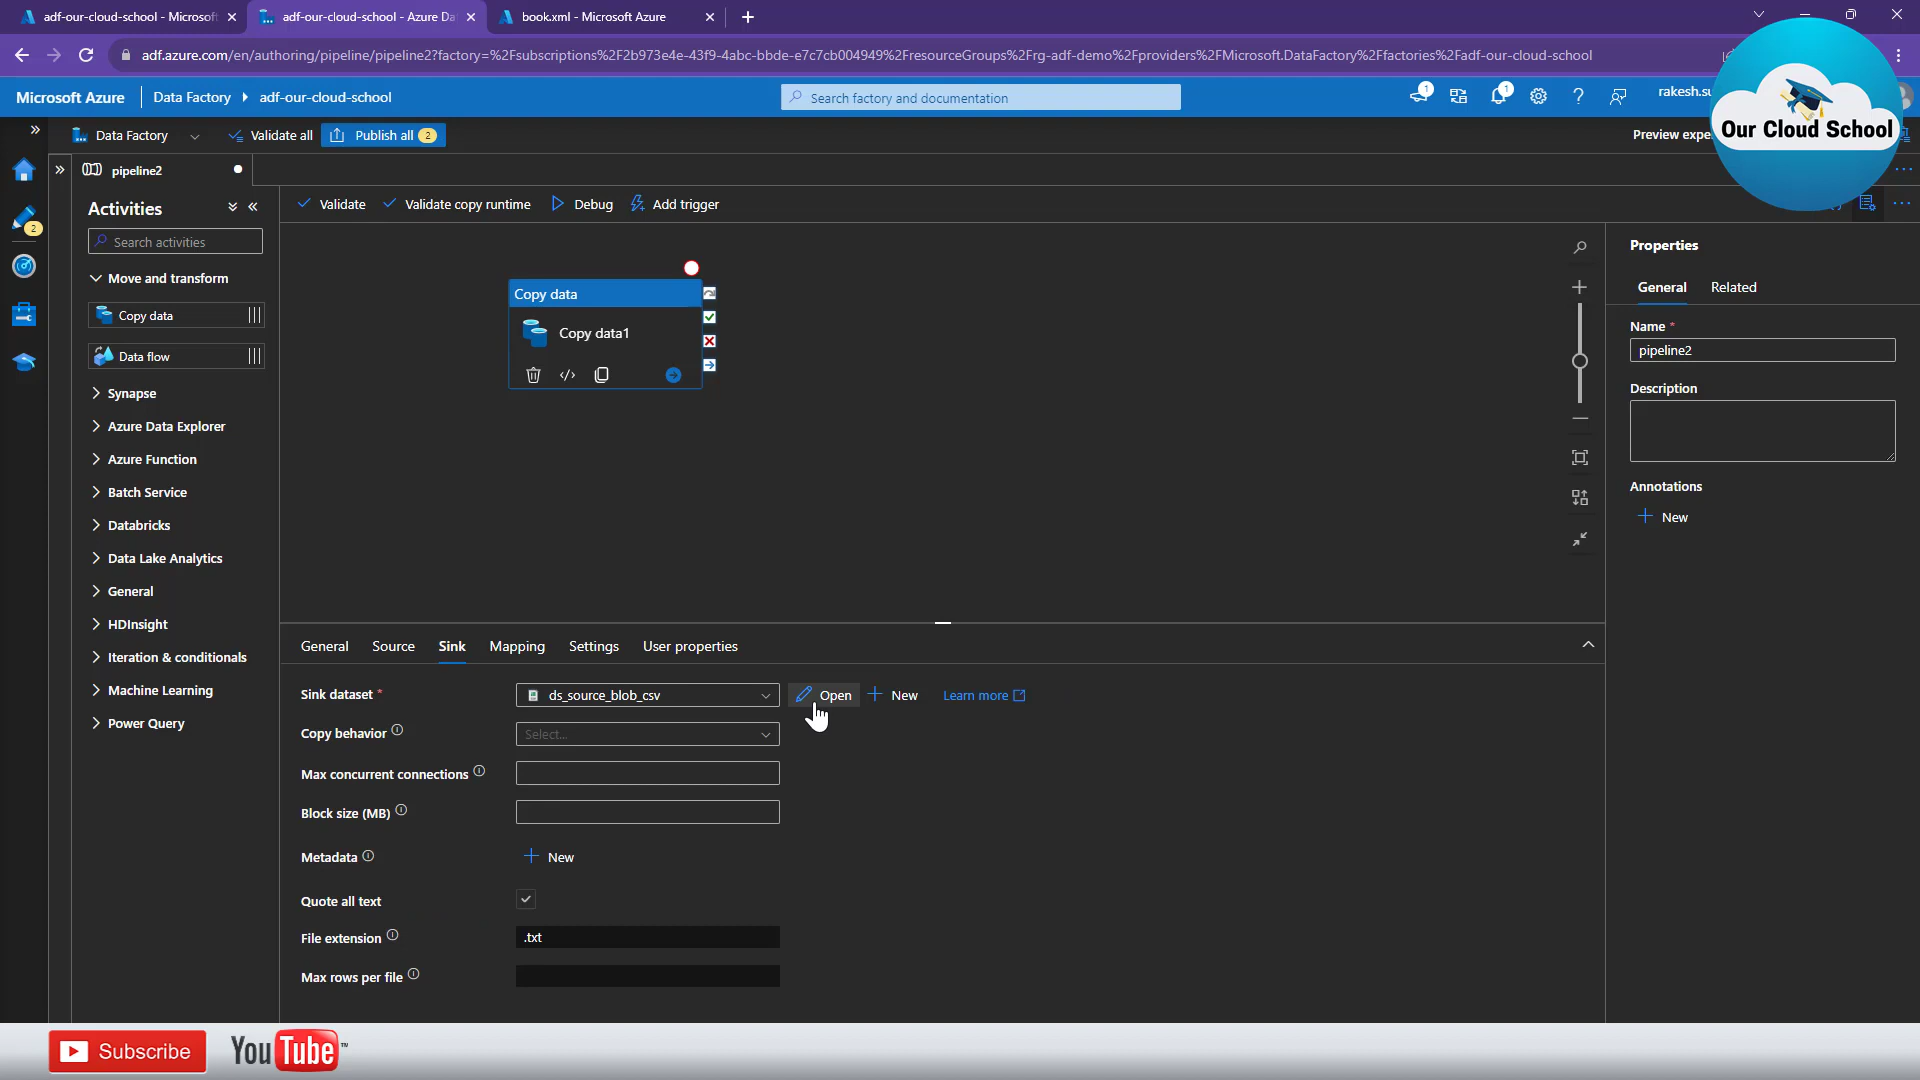 adf-our-cloud-school - Microsof
adf-our-cloud-school - Azure Da
book.xml - Microsoft Azure
adf.azure.com/en/authoring/pipeline/pipeline2?factory=%2Fsubscriptions%2F2b973e4e-43f9-4abc-bbde-e7c7cb004949%2FresourceGroups%2Frg-adf-demo%2Fproviders%2FMicrosoft.DataFactory%2Ffactories%2Fadf-our-cloud-school
Microsoft Azure
Data Factory
adf-our-cloud-school
Search factory and documentation
1
1
rakesh.su
Our Cloud School
Data Factory
Validate all
Publish all
2
Preview expe
pipeline2
2
Activities
Search activities
Move and transform
Copy data
Data flow
Synapse
Azure Data Explorer
Azure Function
Batch Service
Databricks
Data Lake Analytics
General
HDInsight
Iteration & conditionals
Machine Learning
Power Query
Validate
Validate copy runtime
Debug
Add trigger
Copy data
Copy data1
General
Source
Sink
Mapping
Settings
User properties
Sink dataset *
ds_source_blob_csv
Open
New
Learn more
Copy behavior
Select...
Max concurrent connections
Block size (MB)
Metadata
New
Quote all text
File extension
.txt
Max rows per file
Properties
General
Related
Name *
pipeline2
Description
Annotations
New
Subscribe
YouTube™